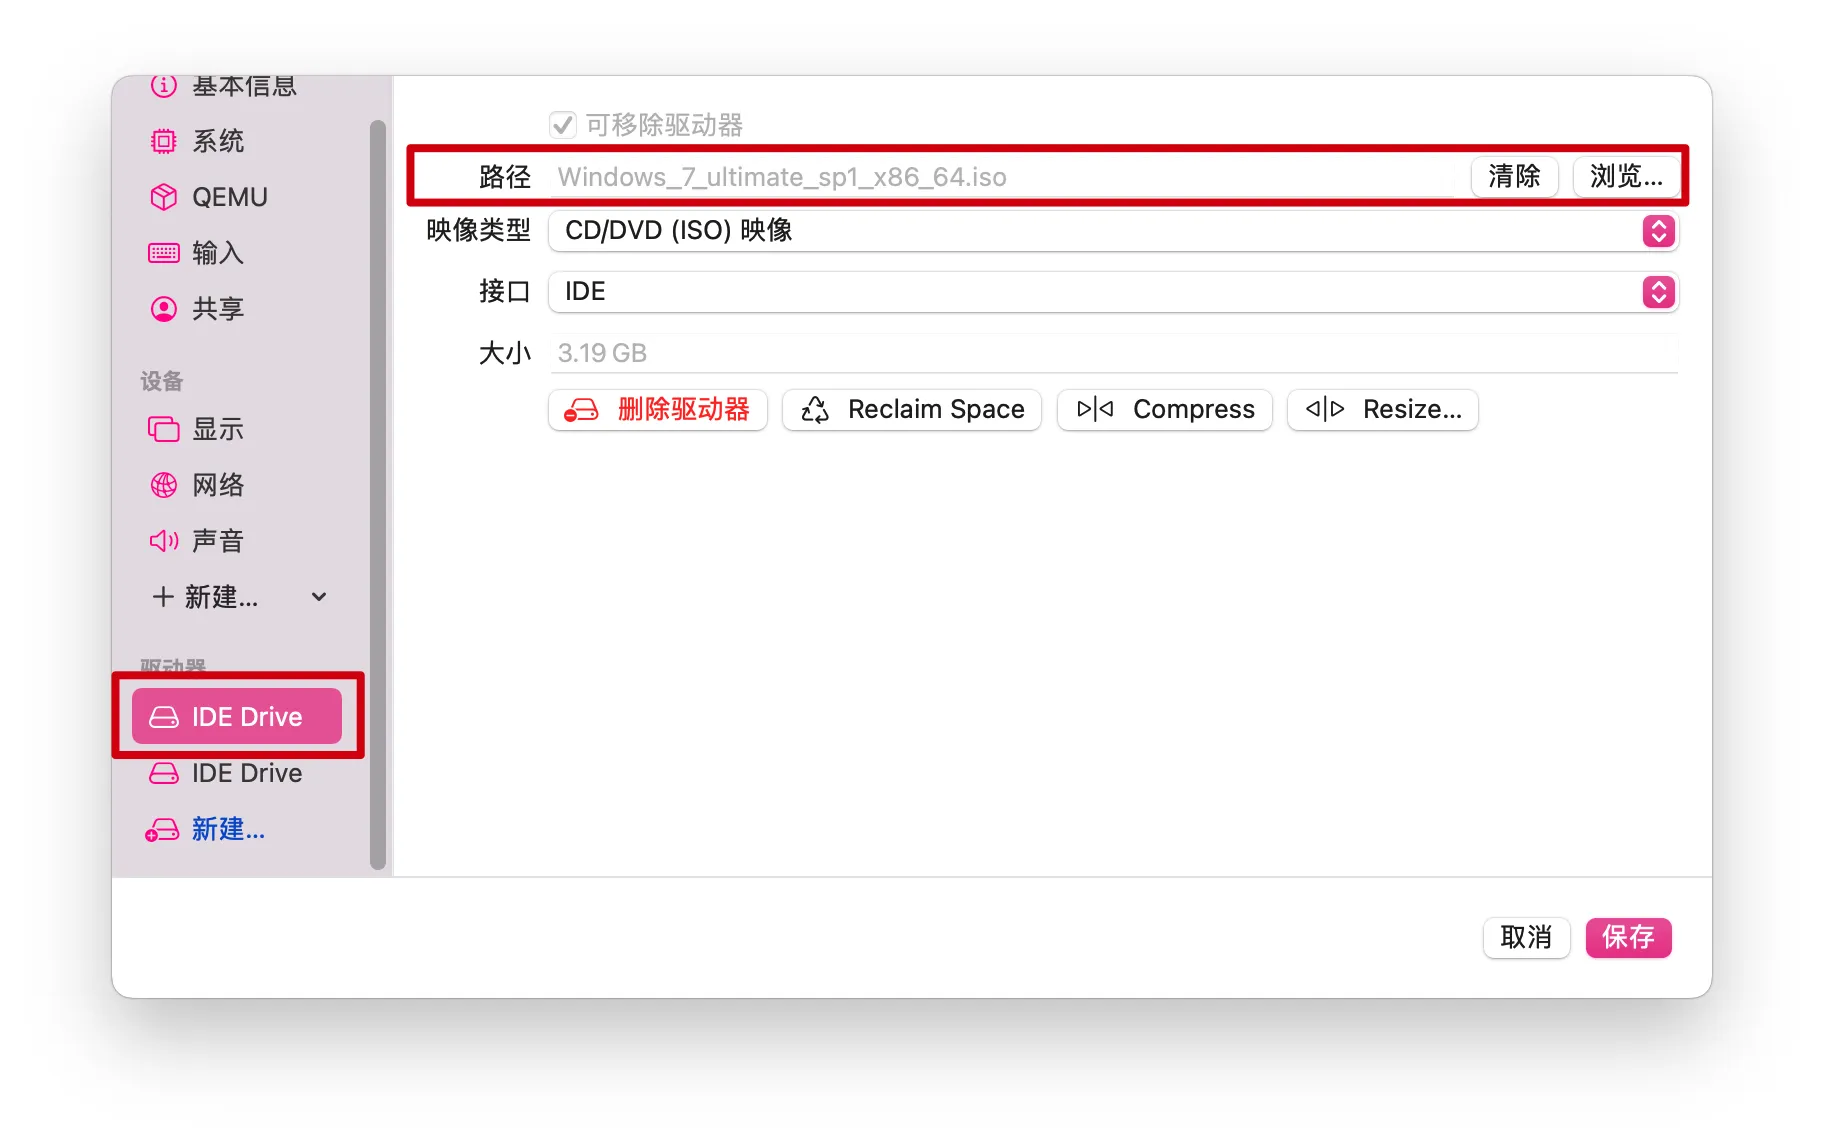 基本信息
系统
QEMU
输入
共享
设备
显示
网络
声音
新建...
驱动器
IDE Drive
IDE Drive
新建...
可移除驱动器
路径 Windows_7_ultimate_sp1_x86_64.iso 清除 浏览...
映像类型 CD/DVD (ISO) 映像
接口 IDE
大小 3.19 GB
删除驱动器 Reclaim Space Compress Resize...
取消 保存